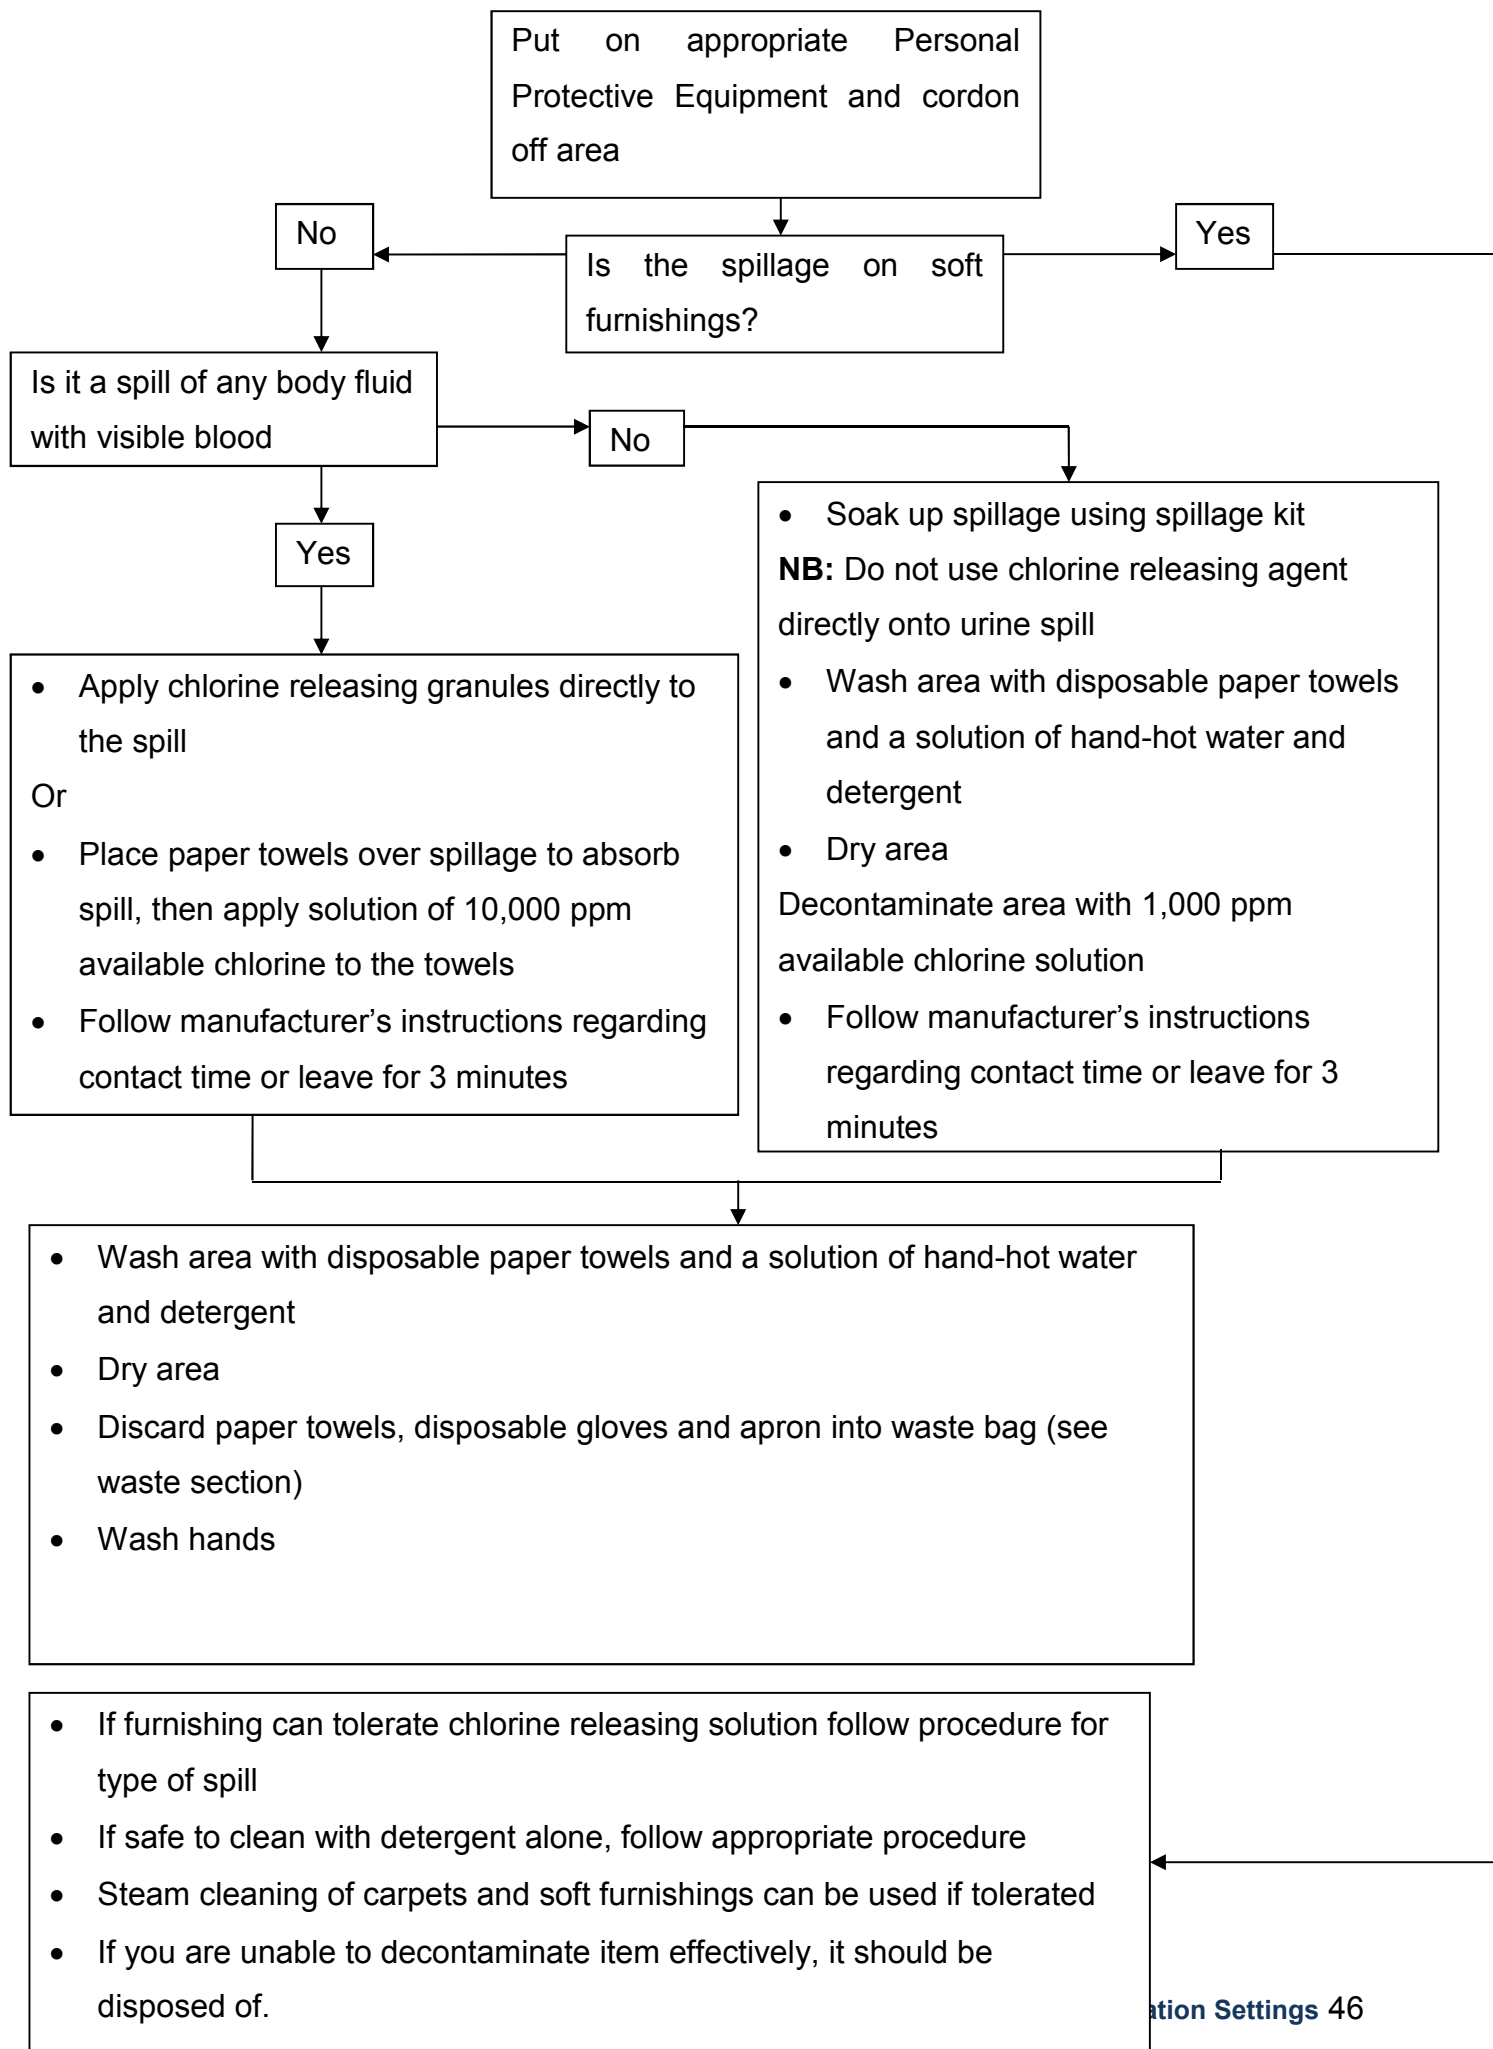 Put on appropriate Personal
Protective Equipment and cordon
off area
No
Yes
Is the spillage on soft
furnishings?
Is it a spill of any body fluid
with visible blood
No
Yes
• Soak up spillage using spillage kit
NB: Do not use chlorine releasing agent
directly onto urine spill
• Wash area with disposable paper towels
and a solution of hand-hot water and
detergent
• Dry area
Decontaminate area with 1,000 ppm
available chlorine solution
• Follow manufacturer’s instructions
regarding contact time or leave for 3
minutes
• Apply chlorine releasing granules directly to
the spill
Or
• Place paper towels over spillage to absorb
spill, then apply solution of 10,000 ppm
available chlorine to the towels
• Follow manufacturer’s instructions regarding
contact time or leave for 3 minutes
• Wash area with disposable paper towels and a solution of hand-hot water
and detergent
• Dry area
• Discard paper towels, disposable gloves and apron into waste bag (see
waste section)
• Wash hands
• If furnishing can tolerate chlorine releasing solution follow procedure for
type of spill
• If safe to clean with detergent alone, follow appropriate procedure
• Steam cleaning of carpets and soft furnishings can be used if tolerated
• If you are unable to decontaminate item effectively, it should be
disposed of.
ation Settings 46